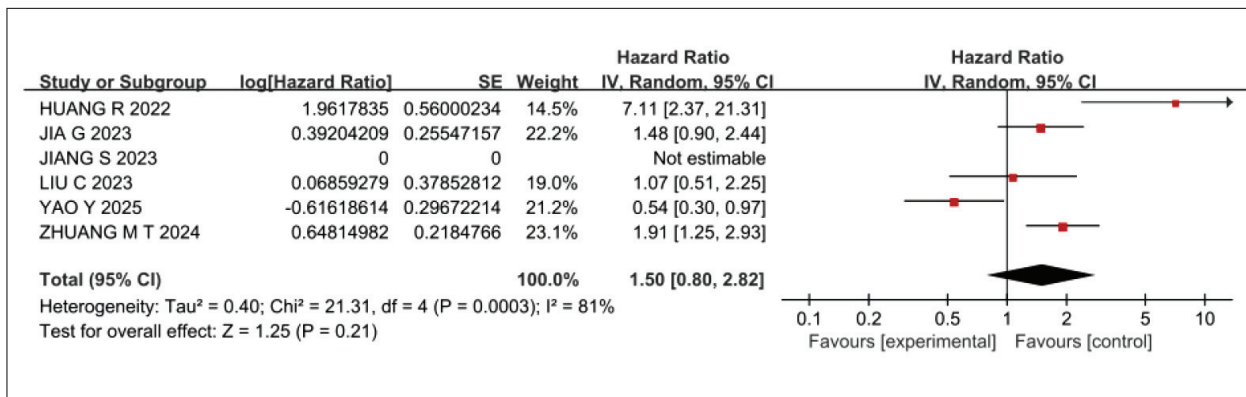 Hazard Ratio Hazard Ratio
Study or Subgroup log[Hazard Ratio] SE Weight IV, Random, 95% CI IV, Random, 95% CI
HUANG R 2022 1.9617835 0.56000234 14.5% 7.11 [2.37, 21.31]
JIA G 2023 0.39204209 0.25547157 22.2% 1.48 [0.90, 2.44]
JIANG S 2023 0 0 Not estimable
LIU C 2023 0.06859279 0.37852812 19.0% 1.07 [0.51, 2.25]
YAO Y 2025 -0.61618614 0.29672214 21.2% 0.54 [0.30, 0.97]
ZHUANG M T 2024 0.64814982 0.2184766 23.1% 1.91 [1.25, 2.93]
Total (95% CI) 100.0% 1.50 [0.80, 2.82]
Heterogeneity: Tau² = 0.40; Chi² = 21.31, df = 4 (P = 0.0003); I² = 81%
Test for overall effect: Z = 1.25 (P = 0.21)
0.1 0.2 0.5 1 2 5 10
Favours [experimental] Favours [control]